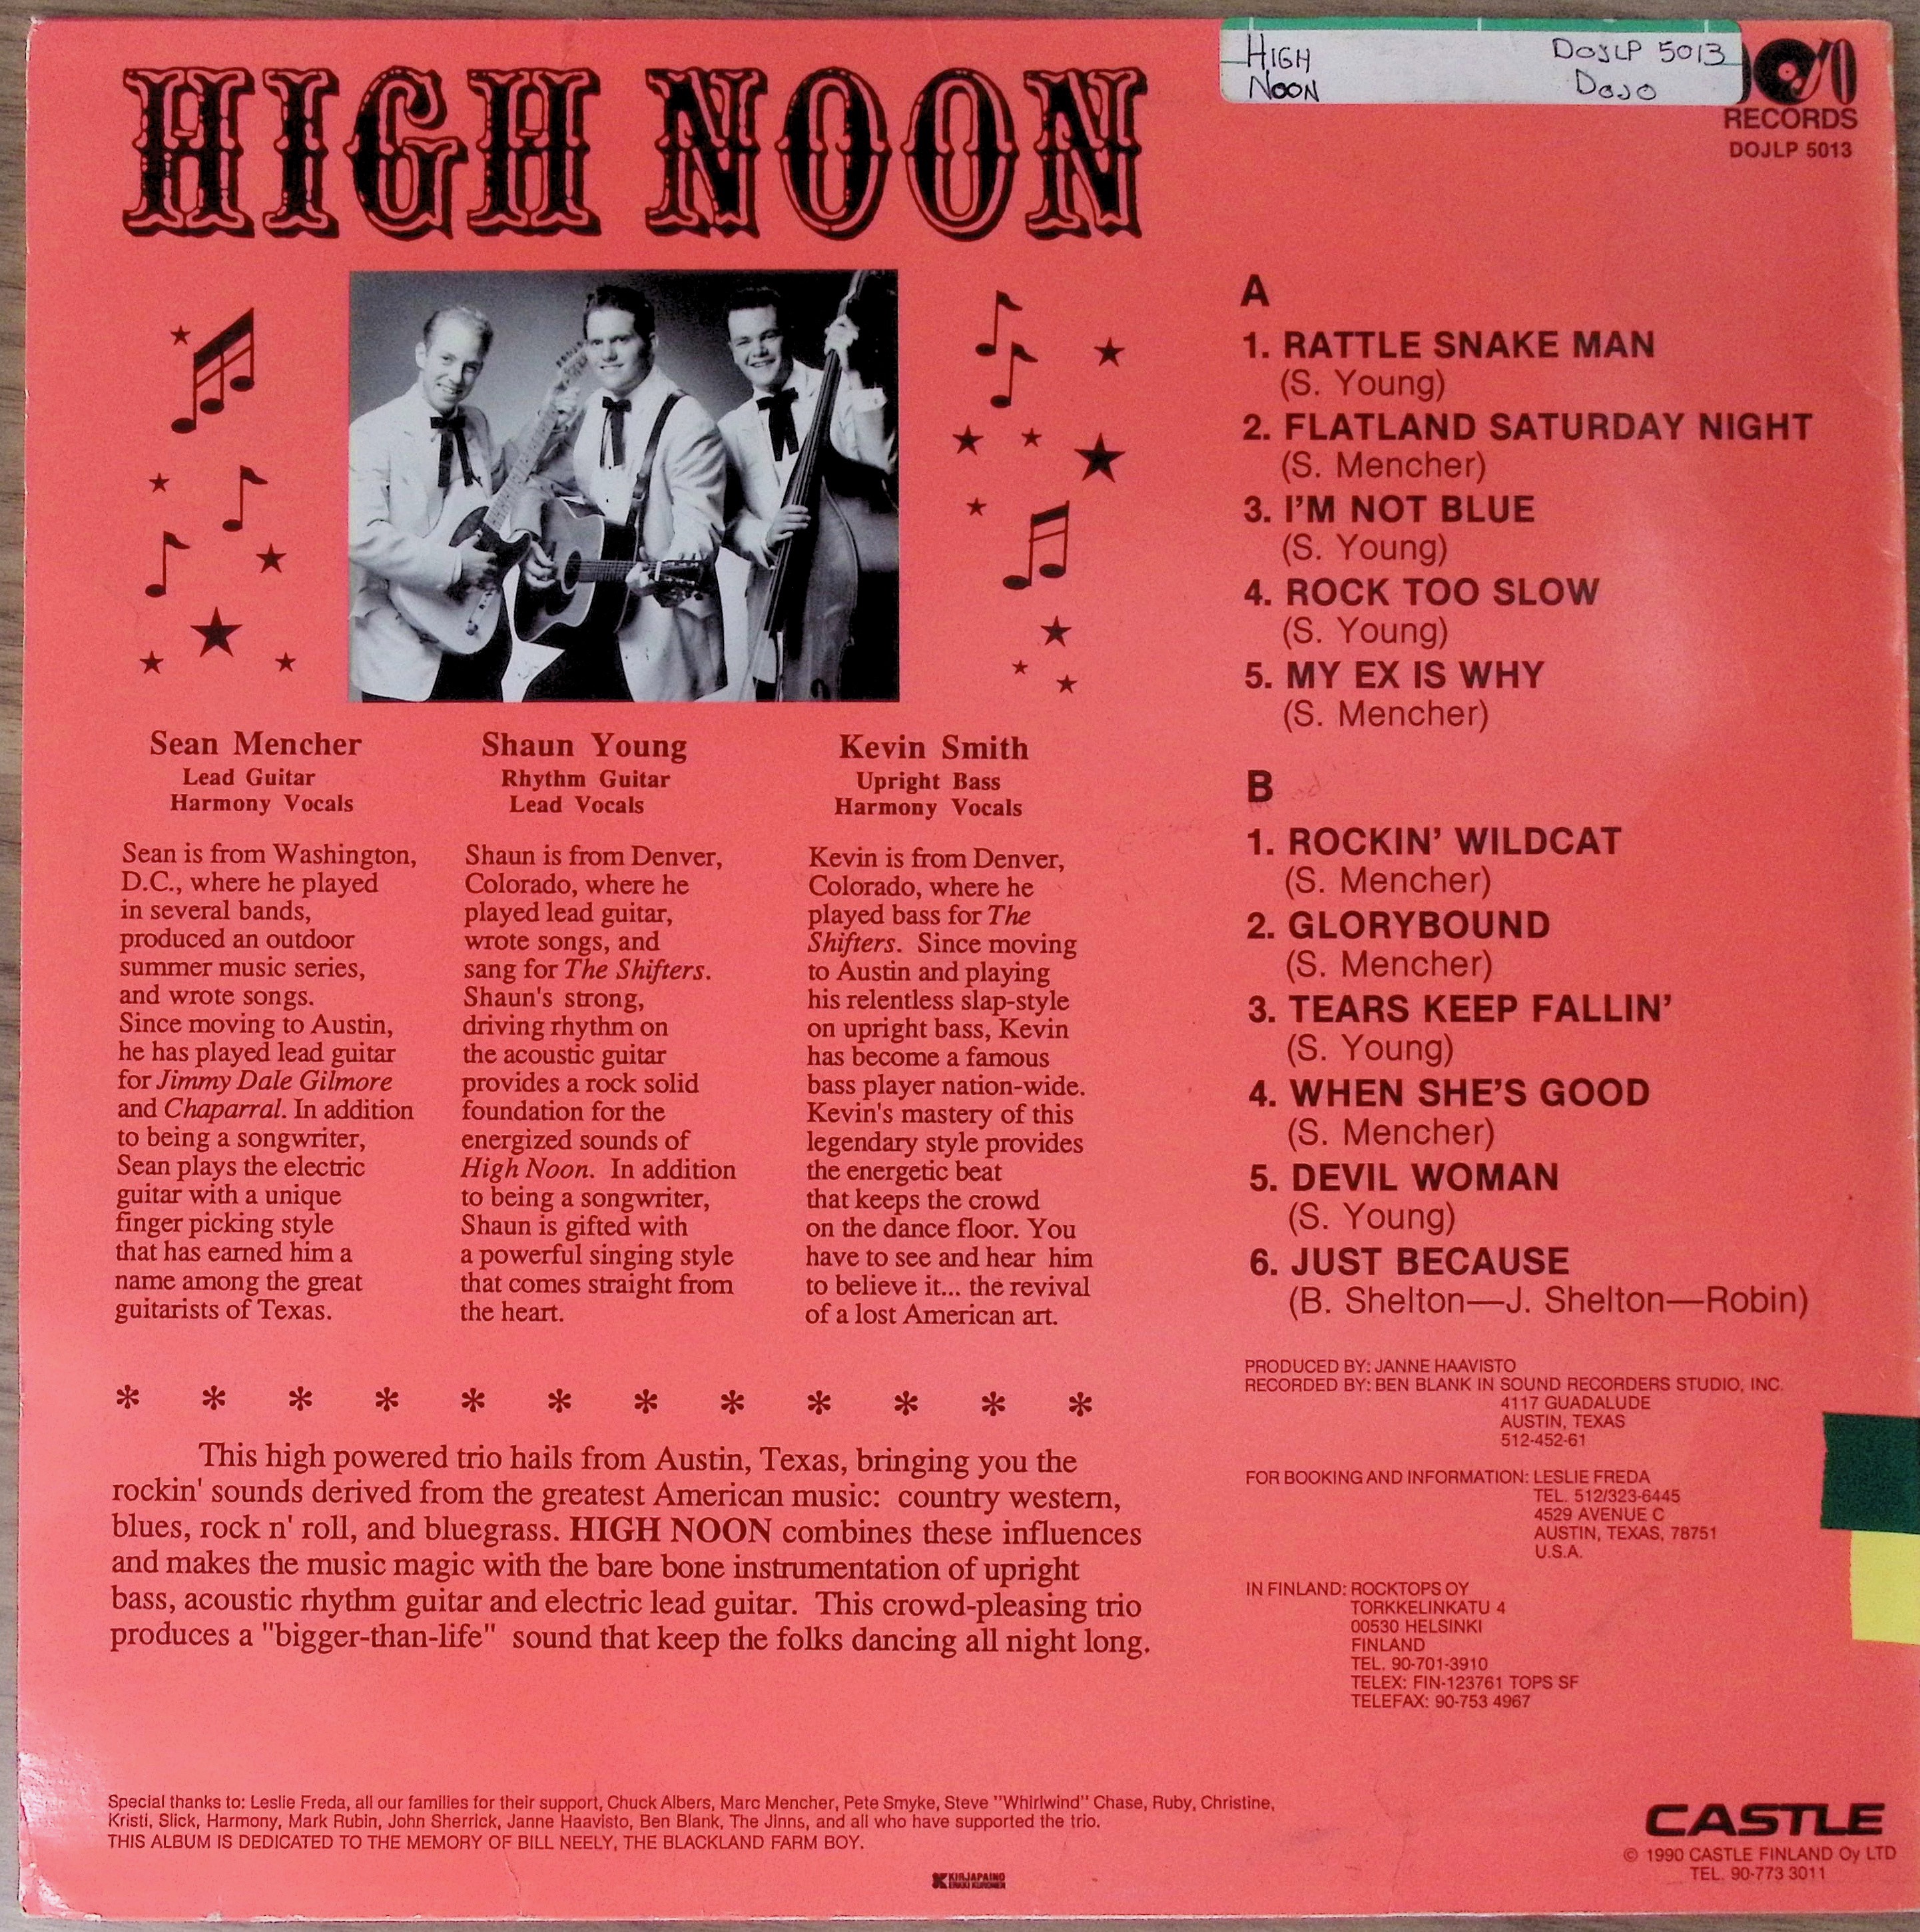 HIGH NOON
HIGH
NOON
DOJLP 5013
DOJO
RECORDS
DOJLP 5013
Sean Mencher
Lead Guitar
Harmony Vocals
Sean is from Washington,
D.C., where he played
in several bands,
produced an outdoor
summer music series,
and wrote songs.
Since moving to Austin,
he has played lead guitar
for Jimmy Dale Gilmore
and Chaparral. In addition
to being a songwriter,
Sean plays the electric
guitar with a unique
finger picking style
that has earned him a
name among the great
guitarists of Texas.
Shaun Young
Rhythm Guitar
Lead Vocals
Shaun is from Denver,
Colorado, where he
played lead guitar,
wrote songs, and
sang for The Shifters.
Shaun's strong,
driving rhythm on
the acoustic guitar
provides a rock solid
foundation for the
energized sounds of
High Noon. In addition
to being a songwriter,
Shaun is gifted with
a powerful singing style
that comes straight from
the heart.
Kevin Smith
Upright Bass
Harmony Vocals
Kevin is from Denver,
Colorado, where he
played bass for The
Shifters. Since moving
to Austin and playing
his relentless slap-style
on upright bass, Kevin
has become a famous
bass player nation-wide.
Kevin's mastery of this
legendary style provides
the energetic beat
that keeps the crowd
on the dance floor. You
have to see and hear him
to believe it... the revival
of a lost American art.
* * * * * * * * * * * *
This high powered trio hails from Austin, Texas, bringing you the
rockin' sounds derived from the greatest American music: country western,
blues, rock n' roll, and bluegrass. HIGH NOON combines these influences
and makes the music magic with the bare bone instrumentation of upright
bass, acoustic rhythm guitar and electric lead guitar. This crowd-pleasing trio
produces a "bigger-than-life" sound that keep the folks dancing all night long.
A
1. RATTLE SNAKE MAN
(S. Young)
2. FLATLAND SATURDAY NIGHT
(S. Mencher)
3. I'M NOT BLUE
(S. Young)
4. ROCK TOO SLOW
(S. Young)
5. MY EX IS WHY
(S. Mencher)
B
1. ROCKIN' WILDCAT
(S. Mencher)
2. GLORYBOUND
(S. Mencher)
3. TEARS KEEP FALLIN'
(S. Young)
4. WHEN SHE'S GOOD
(S. Mencher)
5. DEVIL WOMAN
(S. Young)
6. JUST BECAUSE
(B. Shelton—J. Shelton—Robin)
PRODUCED BY: JANNE HAAVISTO
RECORDED BY: BEN BLANK IN SOUND RECORDERS STUDIO, INC.
4117 GUADALUDE
AUSTIN, TEXAS
512-452-61
FOR BOOKING AND INFORMATION: LESLIE FREDA
TEL. 512/323-6445
4529 AVENUE C
AUSTIN, TEXAS, 78751
U.S.A.
IN FINLAND: ROCKTOPS OY
TORKKELINKATU 4
00530 HELSINKI
FINLAND
TEL. 90-701-3910
TELEX: FIN-123761 TOPS SF
TELEFAX: 90-753 4967
Special thanks to: Leslie Freda, all our families for their support, Chuck Albers, Marc Mencher, Pete Smyke, Steve "Whirlwind" Chase, Ruby, Christine,
Kristi, Slick, Harmony, Mark Rubin, John Sherrick, Janne Haavisto, Ben Blank, The Jinns, and all who have supported the trio.
THIS ALBUM IS DEDICATED TO THE MEMORY OF BILL NEELY, THE BLACKLAND FARM BOY.
KIRJAPAINO
CASTLE
© 1990 CASTLE FINLAND Oy LTD
TEL. 90-773 3011